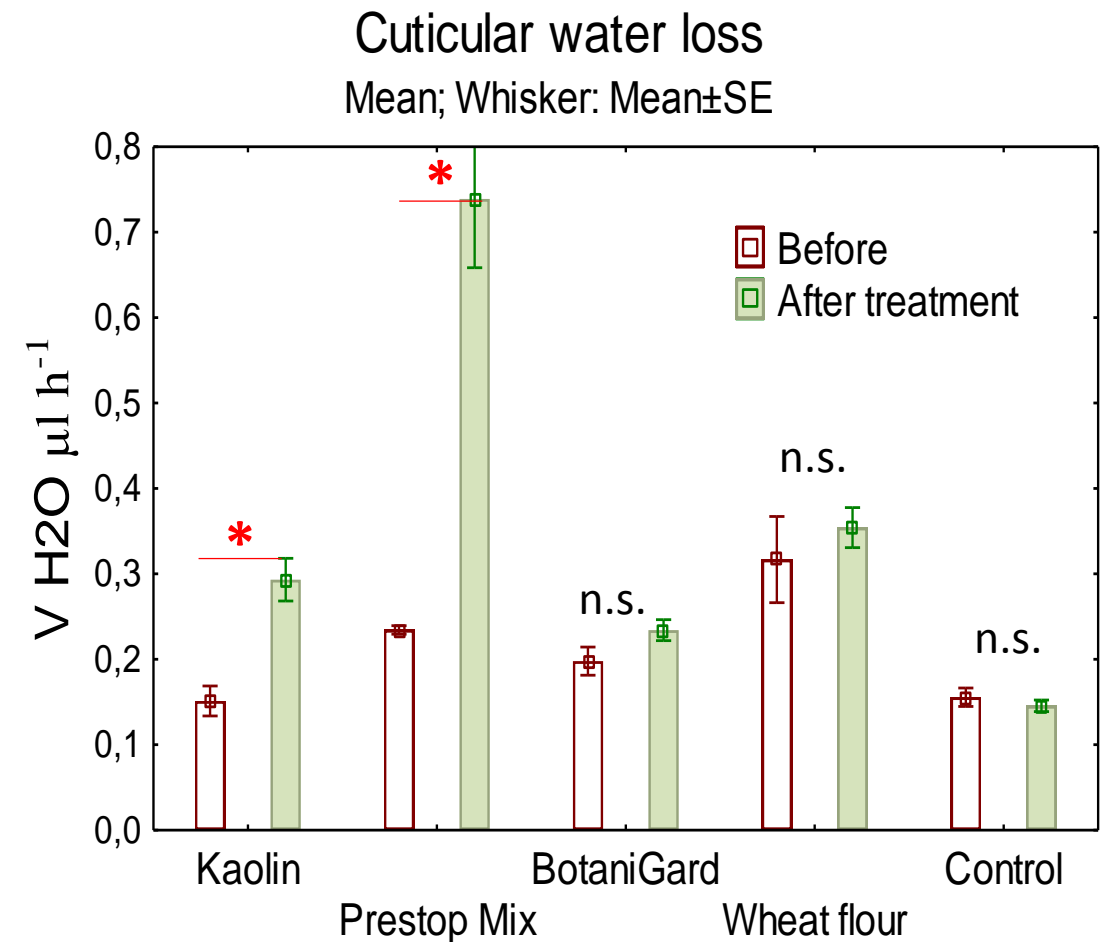 Cuticular water loss
Mean; Whisker: Mean±SE
0,8
0,7
0,6
0,5
0,4
0,3
0,2
0,1
0,0
V H2O µl h⁻¹
*
*
Before
After treatment
n.s.
n.s.
n.s.
Kaolin
Prestop Mix
BotaniGard
Wheat flour
Control